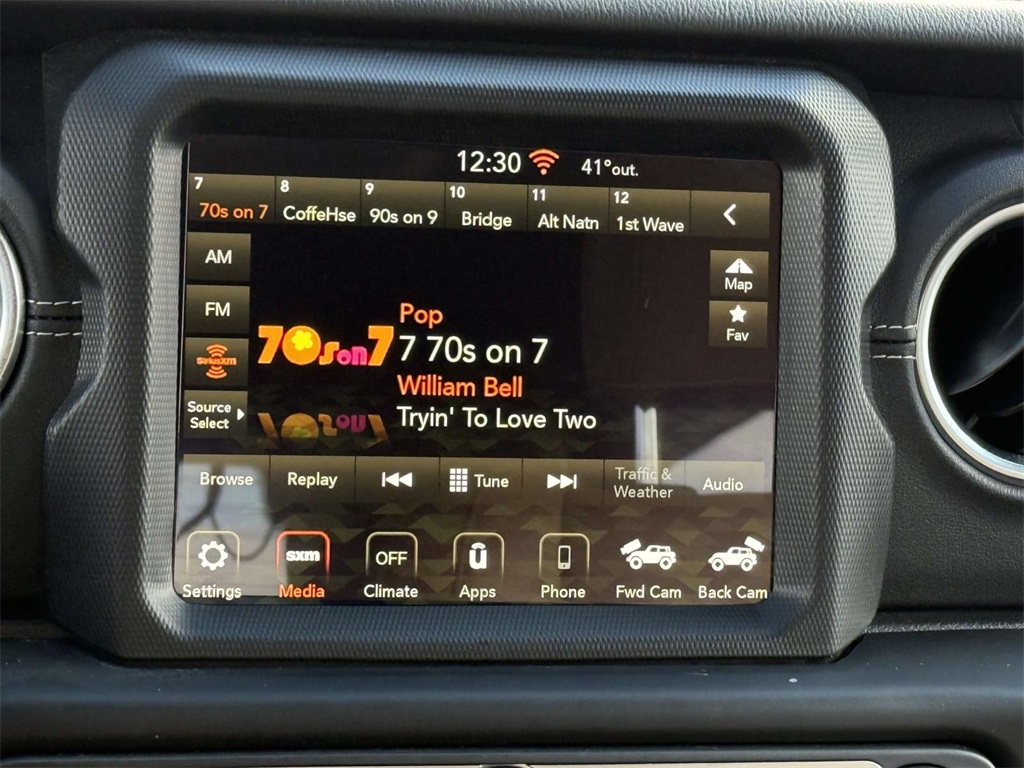 12:30 41°out.
7 8 9 10 11 12
70s on 7 CoffeHse 90s on 9 Bridge Alt Natn 1st Wave
AM
FM
SiriusXM
Source
Select
Map
Fav
70s on 7
Pop
7 70s on 7
William Bell
Tryin' To Love Two
Browse Replay Tune Traffic & Weather Audio
sxm OFF ū
Settings Media Climate Apps Phone Fwd Cam Back Cam